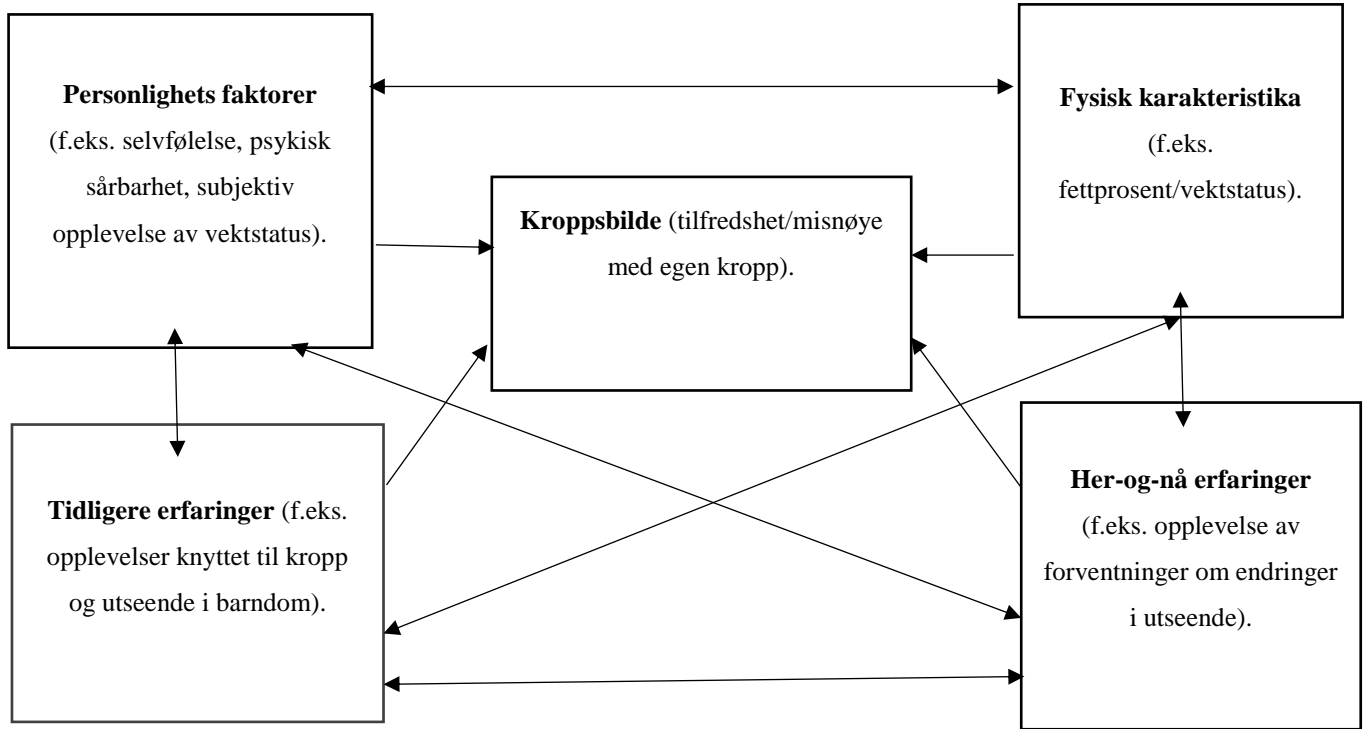 Personlighets faktorer
(f.eks. selvfølelse, psykisk
sårbarhet, subjektiv
opplevelse av vektstatus).
Fysisk karakteristika
(f.eks.
fettprosent/vektstatus).
Kroppsbilde (tilfredshet/misnøye
med egen kropp).
Tidligere erfaringer (f.eks.
opplevelser knyttet til kropp
og utseende i barndom).
Her-og-nå erfaringer
(f.eks. opplevelse av
forventninger om endringer
i utseende).